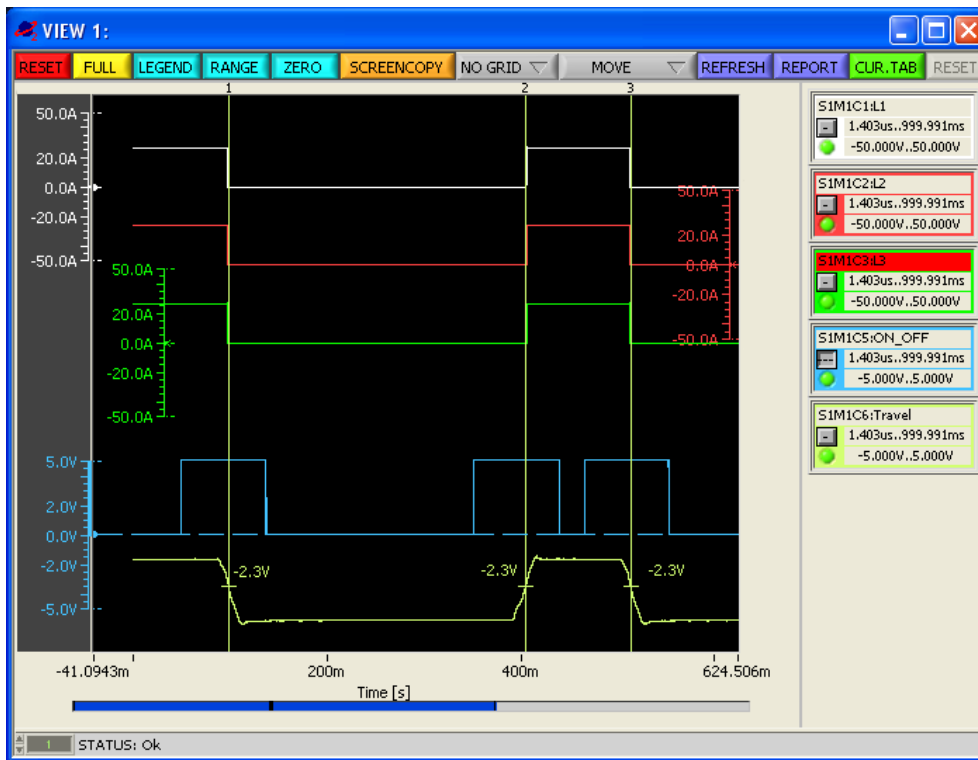 VIEW 1:
RESET FULL LEGEND RANGE ZERO SCREENCOPY NO GRID MOVE REFRESH REPORT CUR.TAB RESET
1 2 3
50.0A
20.0A
0.0A
-20.0A
-50.0A
50.0A
20.0A
0.0A
-20.0A
-50.0A
50.0A
20.0A
0.0A
-20.0A
-50.0A
5.0V
2.0V
0.0V
-2.0V
-5.0V
-2.3V -2.3V -2.3V
-41.0943m 200m 400m 624.506m
Time [s]
S1M1C1:L1
1.403us..999.991ms
-50.000V..50.000V
S1M1C2:L2
1.403us..999.991ms
-50.000V..50.000V
S1M1C3:L3
1.403us..999.991ms
-50.000V..50.000V
S1M1C5:ON_OFF
1.403us..999.991ms
-5.000V..5.000V
S1M1C6:Travel
1.403us..999.991ms
-5.000V..5.000V
1 STATUS: Ok